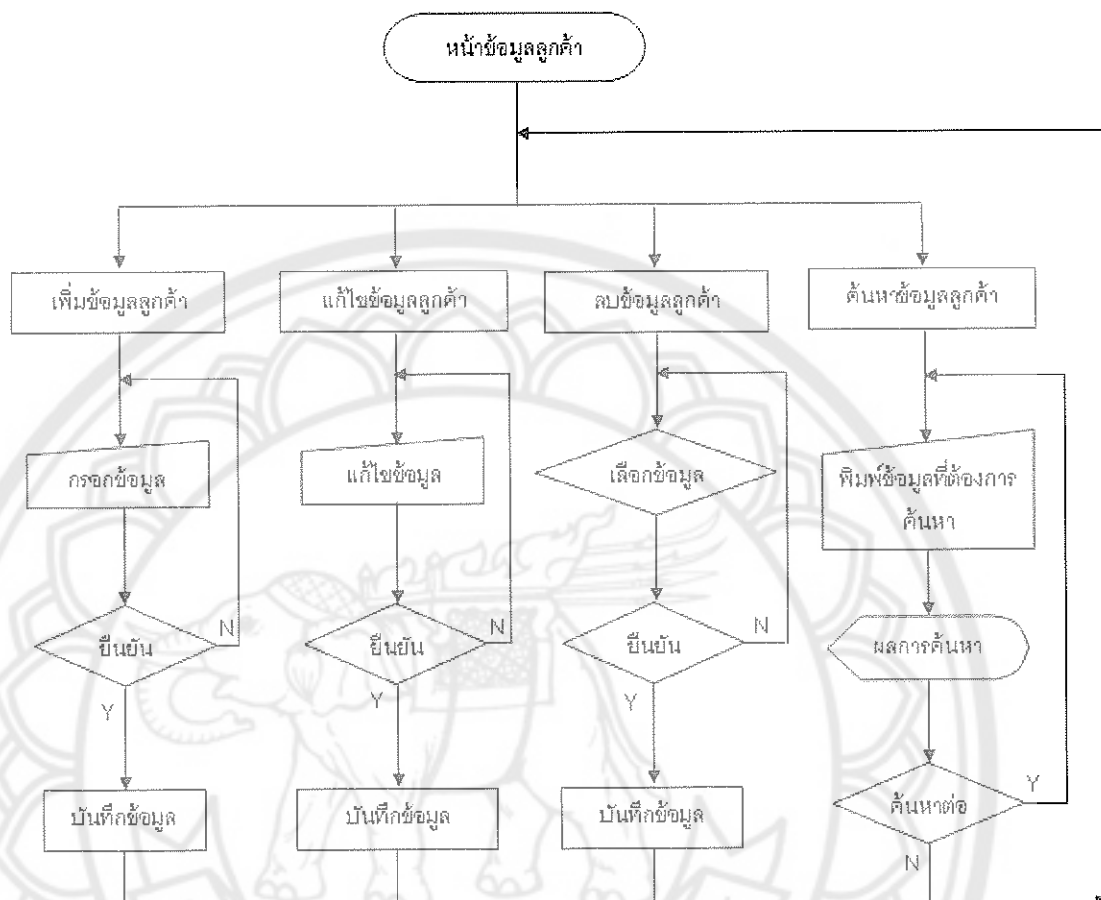 หน้าข้อมูลลูกค้า
เพิ่มข้อมูลลูกค้า
แก้ไขข้อมูลลูกค้า
ลบข้อมูลลูกค้า
ค้นหาข้อมูลลูกค้า
กรอกข้อมูล
แก้ไขข้อมูล
เลือกข้อมูล
พิมพ์ข้อมูลที่ต้องการ
ค้นหา
ยืนยัน
N
ยืนยัน
N
ยืนยัน
N
ผลการค้นหา
Y
Y
Y
บันทึกข้อมูล
บันทึกข้อมูล
บันทึกข้อมูล
ค้นหาต่อ
Y
N